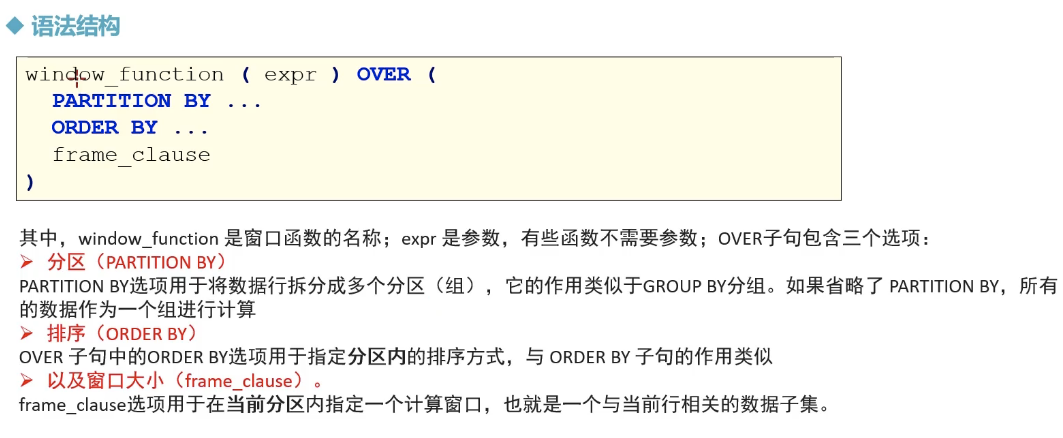 ◆ 语法结构
window_function ( expr ) OVER (
PARTITION BY ...
ORDER BY ...
frame_clause
)
其中，window_function 是窗口函数的名称；expr 是参数，有些函数不需要参数；OVER子句包含三个选项：
➢ 分区（PARTITION BY）
PARTITION BY选项用于将数据行拆分成多个分区（组），它的作用类似于GROUP BY分组。如果省略了 PARTITION BY，所有
的数据作为一个组进行计算
➢ 排序（ORDER BY）
OVER 子句中的ORDER BY选项用于指定分区内的排序方式，与 ORDER BY 子句的作用类似
➢ 以及窗口大小（frame_clause）。
frame_clause选项用于在当前分区内指定一个计算窗口，也就是一个与当前行相关的数据子集。